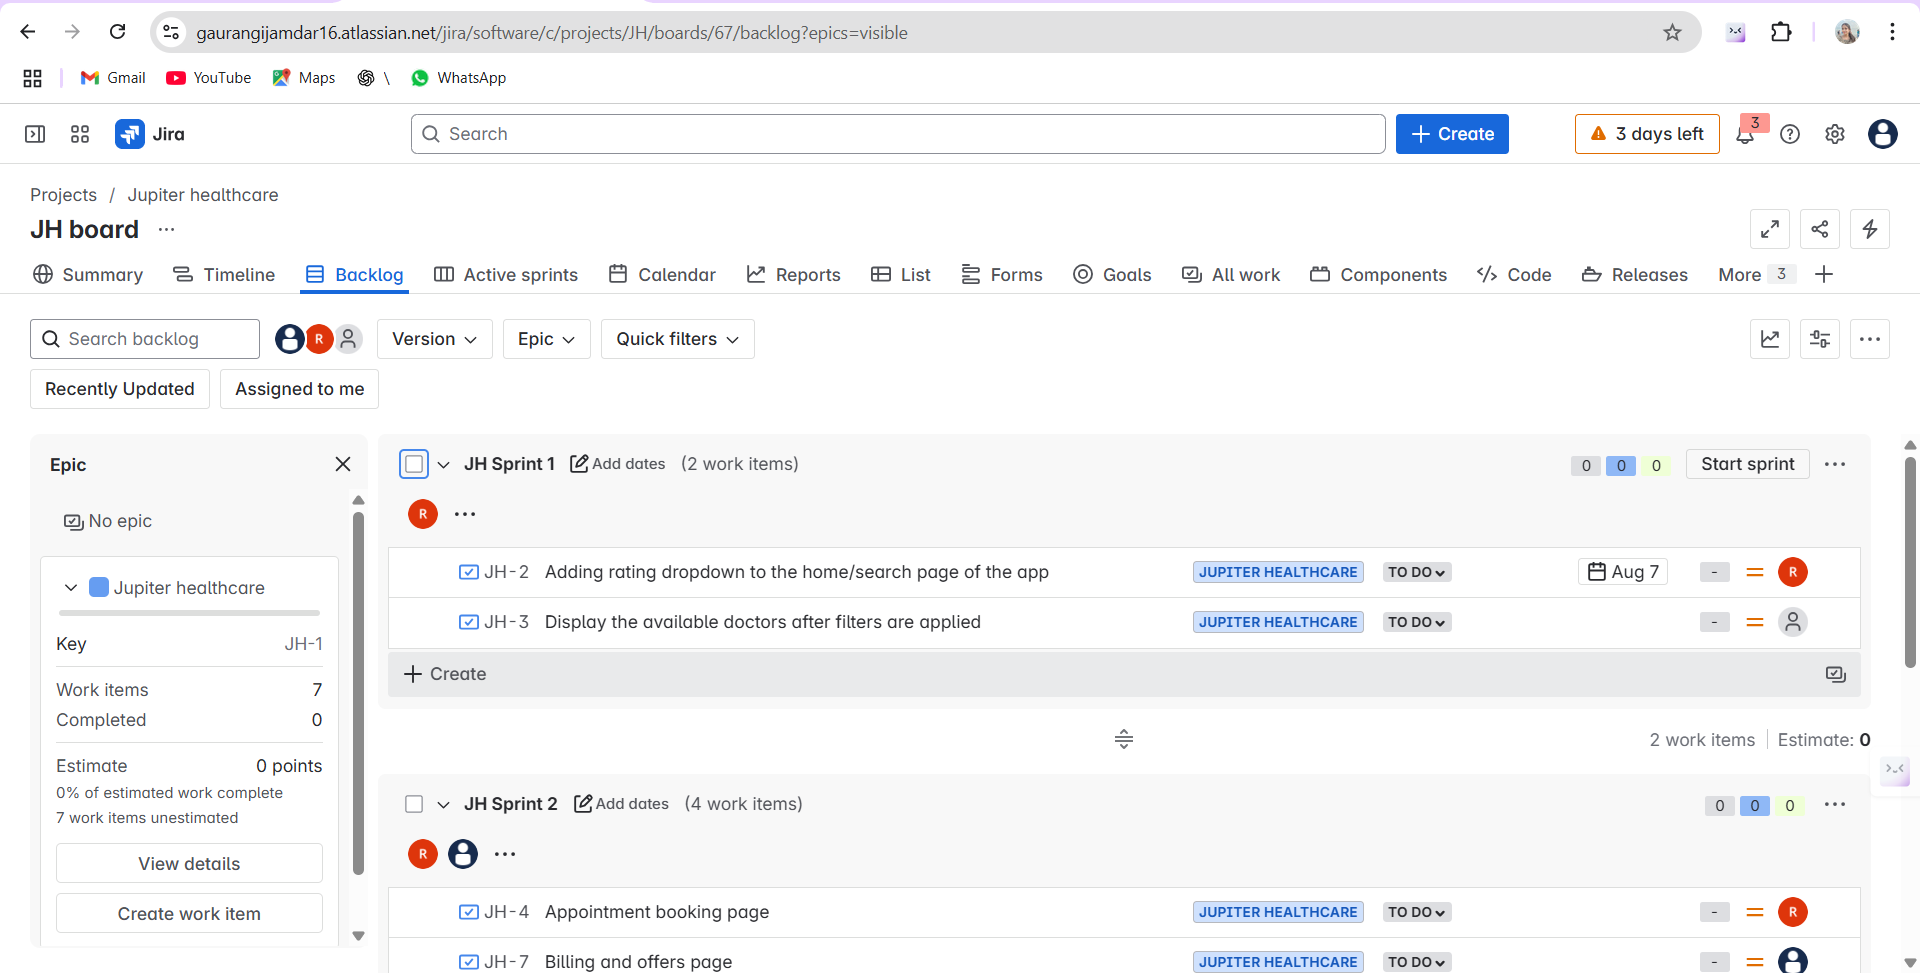 gaurangijamdar16.atlassian.net/jira/software/c/projects/JH/boards/67/backlog?epics=visible
Gmail YouTube Maps \ WhatsApp
Jira Search Create 3 days left 3
Projects / Jupiter healthcare
JH board
Summary Timeline Backlog Active sprints Calendar Reports List Forms Goals All work Components Code Releases More 3
Search backlog R Version Epic Quick filters
Recently Updated Assigned to me
Epic
No epic
Jupiter healthcare
Key JH-1
Work items 7
Completed 0
Estimate 0 points
0% of estimated work complete
7 work items unestimated
View details
Create work item
JH Sprint 1 Add dates (2 work items) 0 0 0 Start sprint
R
JH-2 Adding rating dropdown to the home/search page of the app JUPITER HEALTHCARE TO DO Aug 7 - R
JH-3 Display the available doctors after filters are applied JUPITER HEALTHCARE TO DO -
Create
2 work items Estimate: 0
JH Sprint 2 Add dates (4 work items) 0 0 0
R
JH-4 Appointment booking page JUPITER HEALTHCARE TO DO - R
JH-7 Billing and offers page JUPITER HEALTHCARE TO DO -